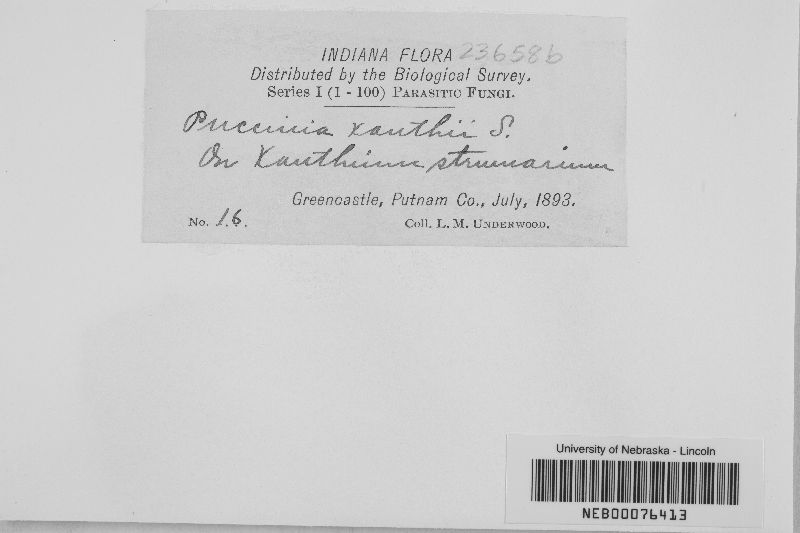 INDIANA FLORA 236586
Distributed by the Biological Survey.
Series I (1 - 100) PARASITIC FUNGI.
Puccinia xanthii S.
On Xanthium strumarium
Greencastle, Putnam Co., July, 1893.
No. 16. Coll. L. M. UNDERWOOD.
University of Nebraska - Lincoln
NEB00076413